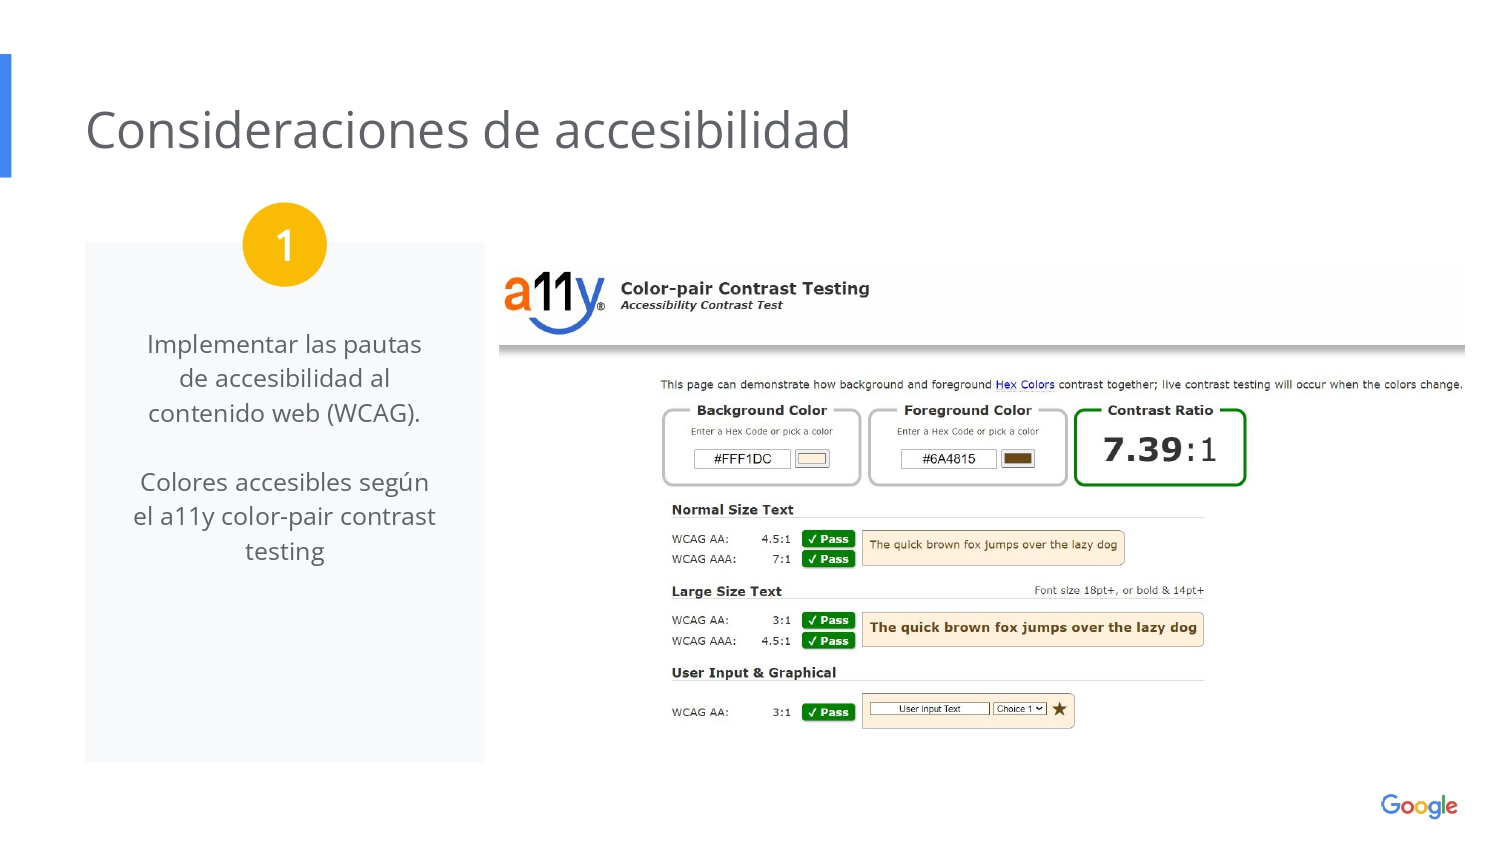 Consideraciones de accesibilidad
1
Implementar las pautas
de accesibilidad al
contenido web (WCAG).
Colores accesibles según
el a11y color-pair contrast
testing
a11y®
Color-pair Contrast Testing
Accessibility Contrast Test
This page can demonstrate how background and foreground Hex Colors contrast together; live contrast testing will occur when the colors change.
Background Color
Enter a Hex Code or pick a color
#FFF1DC
Foreground Color
Enter a Hex Code or pick a color
#6A4815
Contrast Ratio
7.39:1
Normal Size Text
WCAG AA: 4.5:1 ✓ Pass
WCAG AAA: 7:1 ✓ Pass
The quick brown fox jumps over the lazy dog
Large Size Text
Font size 18pt+, or bold & 14pt+
WCAG AA: 3:1 ✓ Pass
WCAG AAA: 4.5:1 ✓ Pass
The quick brown fox jumps over the lazy dog
User Input & Graphical
WCAG AA: 3:1 ✓ Pass
User Input Text
Choice 1
Google